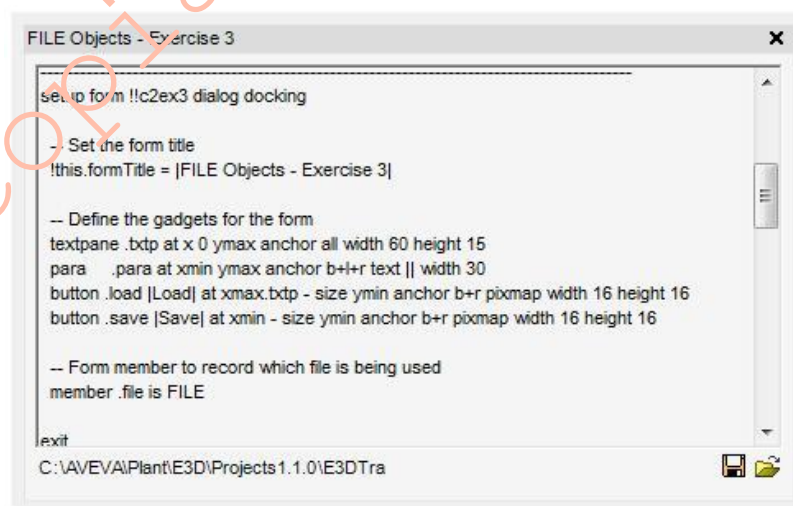 FILE Objects - Exercise 3
setup form !!c2ex3 dialog docking
-- Set the form title
!this.formTitle = |FILE Objects - Exercise 3|
-- Define the gadgets for the form
textpane .txtp at x 0 ymax anchor all width 60 height 15
para .para at xmin ymax anchor b+l+r text || width 30
button .load |Load| at xmax.txtp - size ymin anchor b+r pixmap width 16 height 16
button .save |Save| at xmin - size ymin anchor b+r pixmap width 16 height 16
-- Form member to record which file is being used
member .file is FILE
exit
C:\AVEVA\Plant\E3D\Projects1.1.0\E3DTra